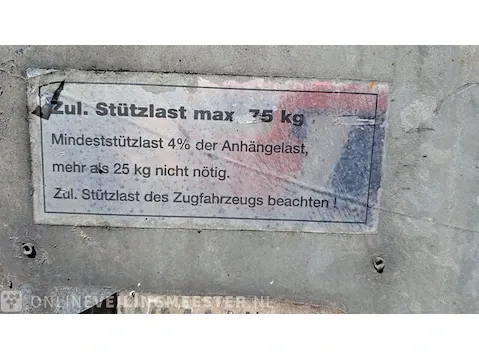 Zul. Stützlast max 75 kg
Mindeststützlast 4% der Anhängelast,
mehr als 25 kg nicht nötig.
Zul. Stützlast des Zugfahrzeugs beachten !
ONLINEVEILINGMEESTER.NL